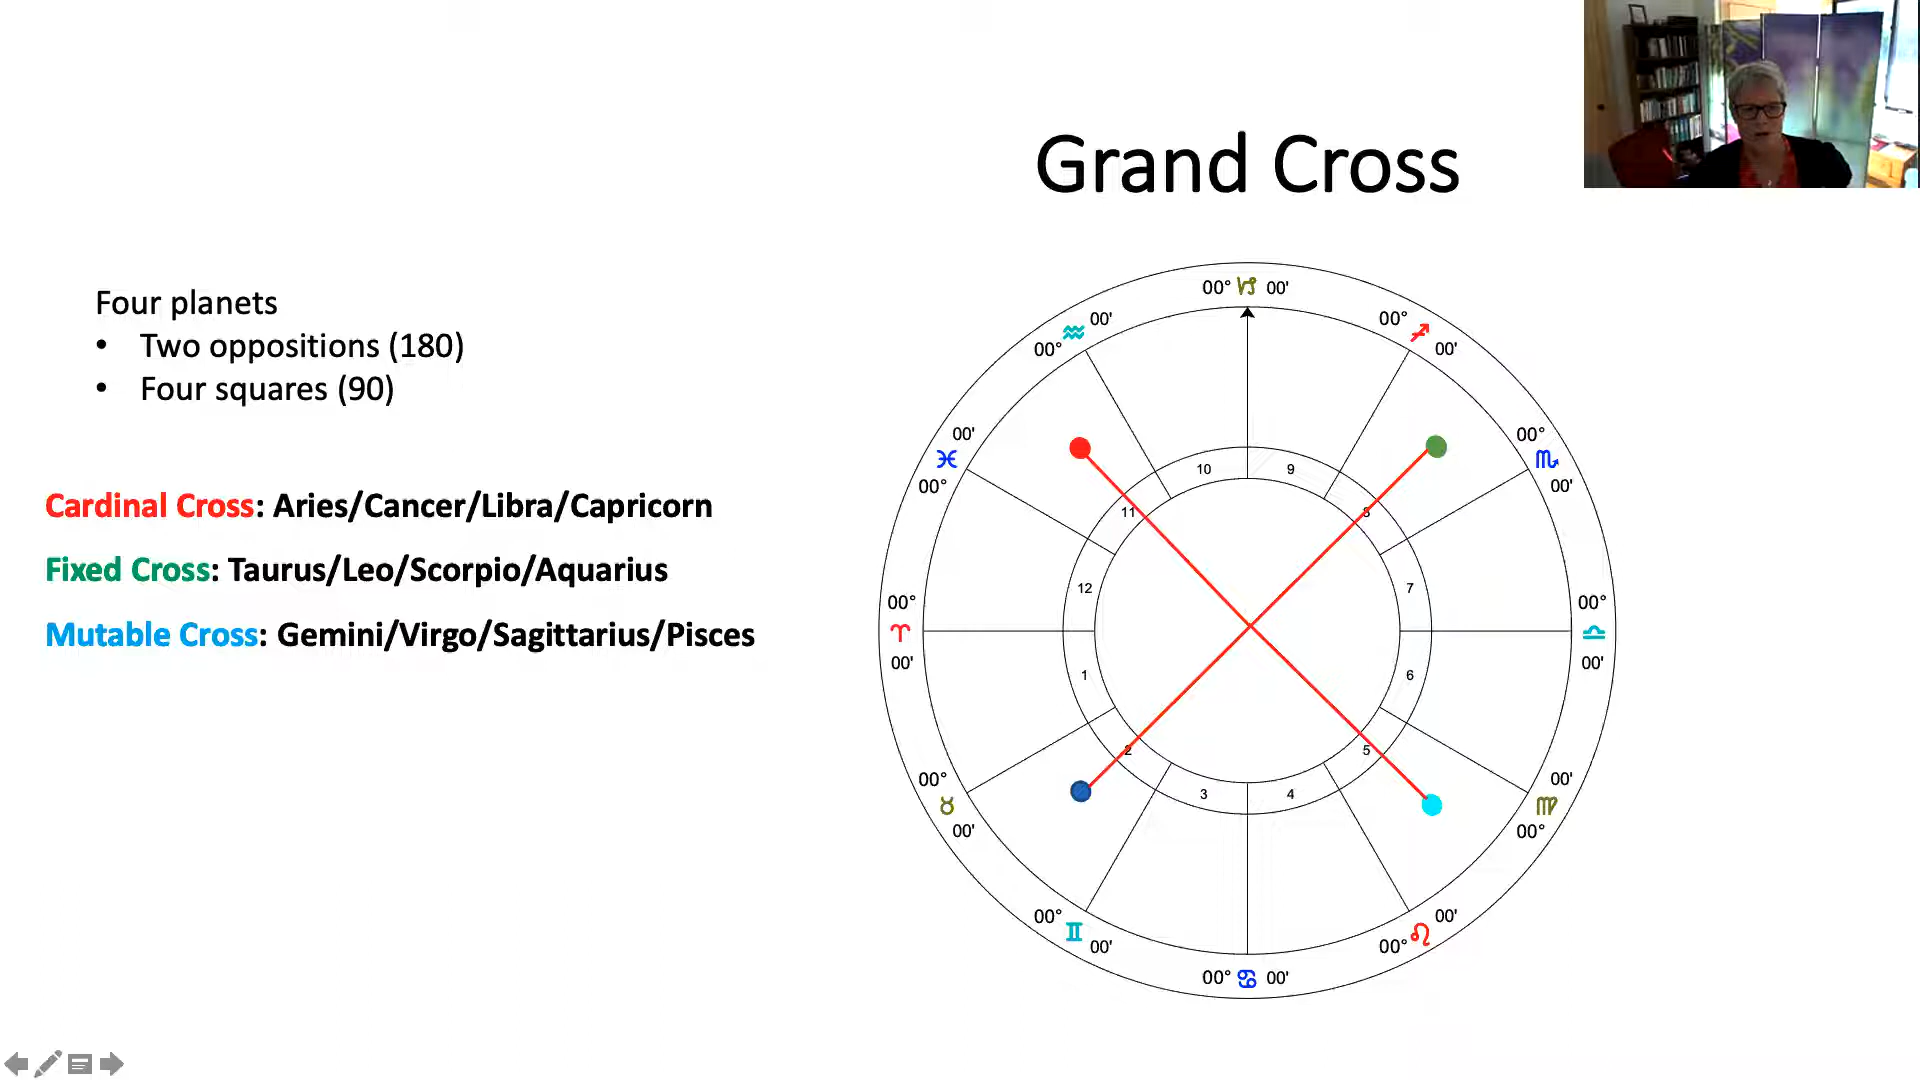 Grand Cross
Four planets
• Two oppositions (180)
• Four squares (90)
Cardinal Cross: Aries/Cancer/Libra/Capricorn
Fixed Cross: Taurus/Leo/Scorpio/Aquarius
Mutable Cross: Gemini/Virgo/Sagittarius/Pisces
00° ♑ 00'
00° ♒ 00'
00° ♐ 00'
00° ♓ 00'
00° ♏ 00'
00° ♈ 00'
00° ♎ 00'
00° ♉ 00'
00° ♍ 00'
00° ♊ 00'
00° ♌ 00'
00° ♋ 00'
10
9
11
8
12
7
1
6
2
5
3
4